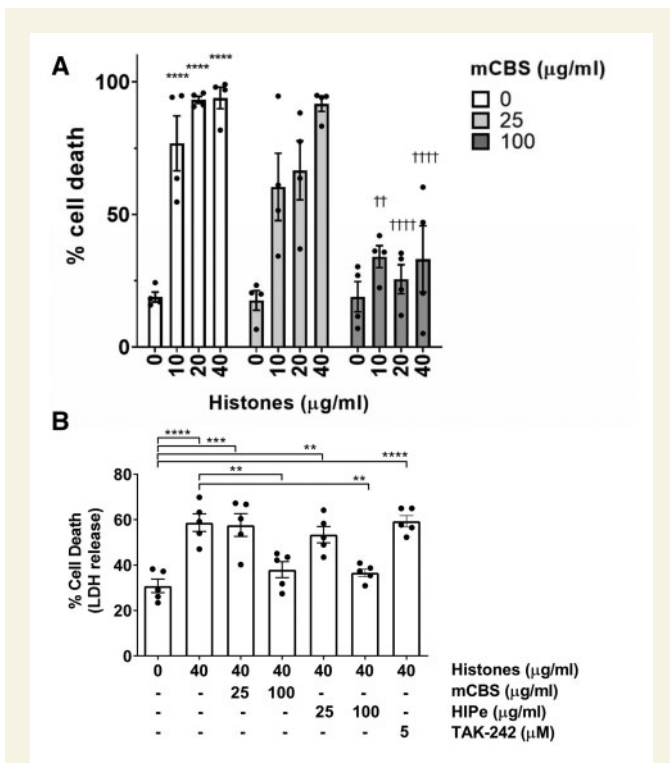 A
mCBS (μg/ml)
0
25
100
% cell death
100
50
0
****
****
****
††
††††
††††
0 10 20 40 0 10 20 40 0 10 20 40
Histones (μg/ml)
B
****
***
**
****
**
**
% Cell Death
(LDH release)
80
60
40
20
0
0 40 40 40 40 40 40 Histones (μg/ml)
- - 25 100 - - - mCBS (μg/ml)
- - - - 25 100 - HIPe (μg/ml)
- - - - - - 5 TAK-242 (μM)